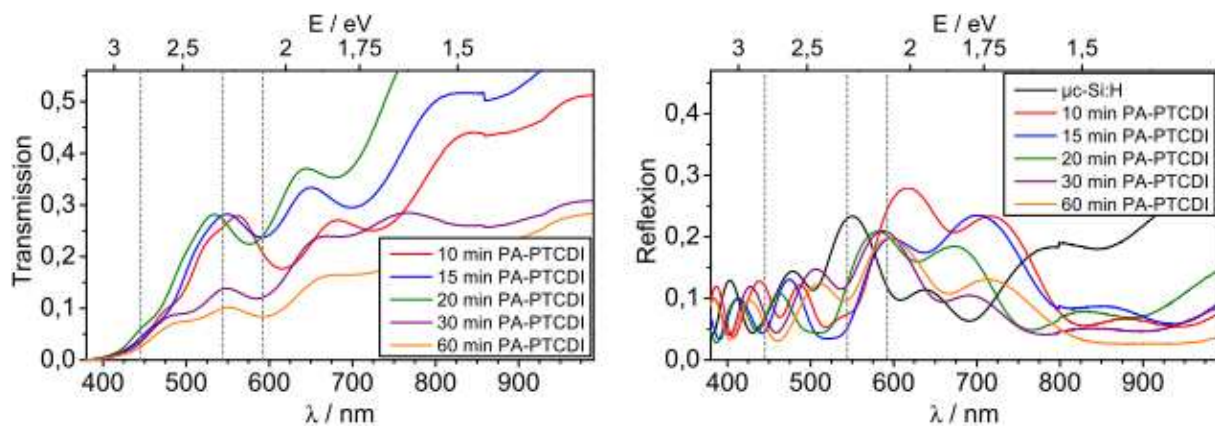 E / eV
3 2,5 2 1,75 1,5
Transmission
0,5
0,4
0,3
0,2
0,1
0,0
10 min PA-PTCDI
15 min PA-PTCDI
20 min PA-PTCDI
30 min PA-PTCDI
60 min PA-PTCDI
400 500 600 700 800 900
λ / nm
E / eV
3 2,5 2 1,75 1,5
Reflexion
0,4
0,3
0,2
0,1
0,0
µc-Si:H
10 min PA-PTCDI
15 min PA-PTCDI
20 min PA-PTCDI
30 min PA-PTCDI
60 min PA-PTCDI
400 500 600 700 800 900
λ / nm